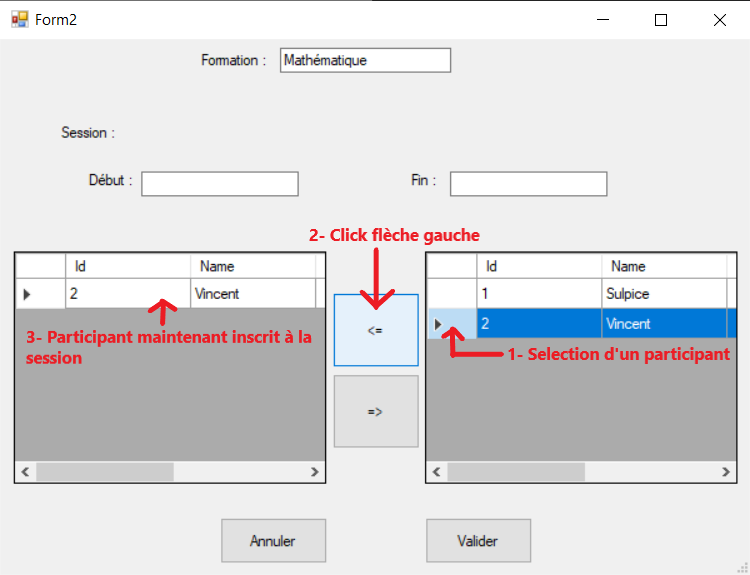 Form2
Formation : Mathématique
Session :
Début : Fin :
2- Click flèche gauche
Id Name
2 Vincent
3- Participant maintenant inscrit à la
session
<=
=>
Id Name
1 Sulpice
2 Vincent
1- Selection d'un participant
Annuler Valider